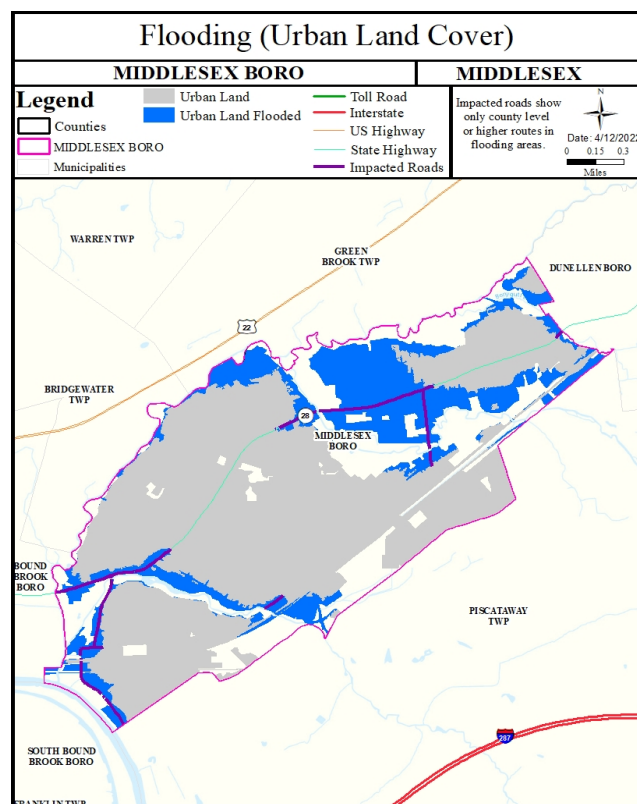 Flooding (Urban Land Cover)
MIDDLESEX BORO
MIDDLESEX
Legend
Counties
MIDDLESEX BORO
Municipalities
Urban Land
Urban Land Flooded
Toll Road
Interstate
US Highway
State Highway
Impacted Roads
Impacted roads show
only county level
or higher routes in
flooding areas.
N
Date: 4/12/2022
0 0.15 0.3
Miles
WARREN TWP
GREEN
BROOK TWP
DUNELLEN BORO
22
BRIDGEWATER
TWP
28
MIDDLESEX
BORO
BOUND
BROOK
BORO
PISCATAWAY
TWP
287
SOUTH BOUND
BROOK BORO
FRANKLIN TWP